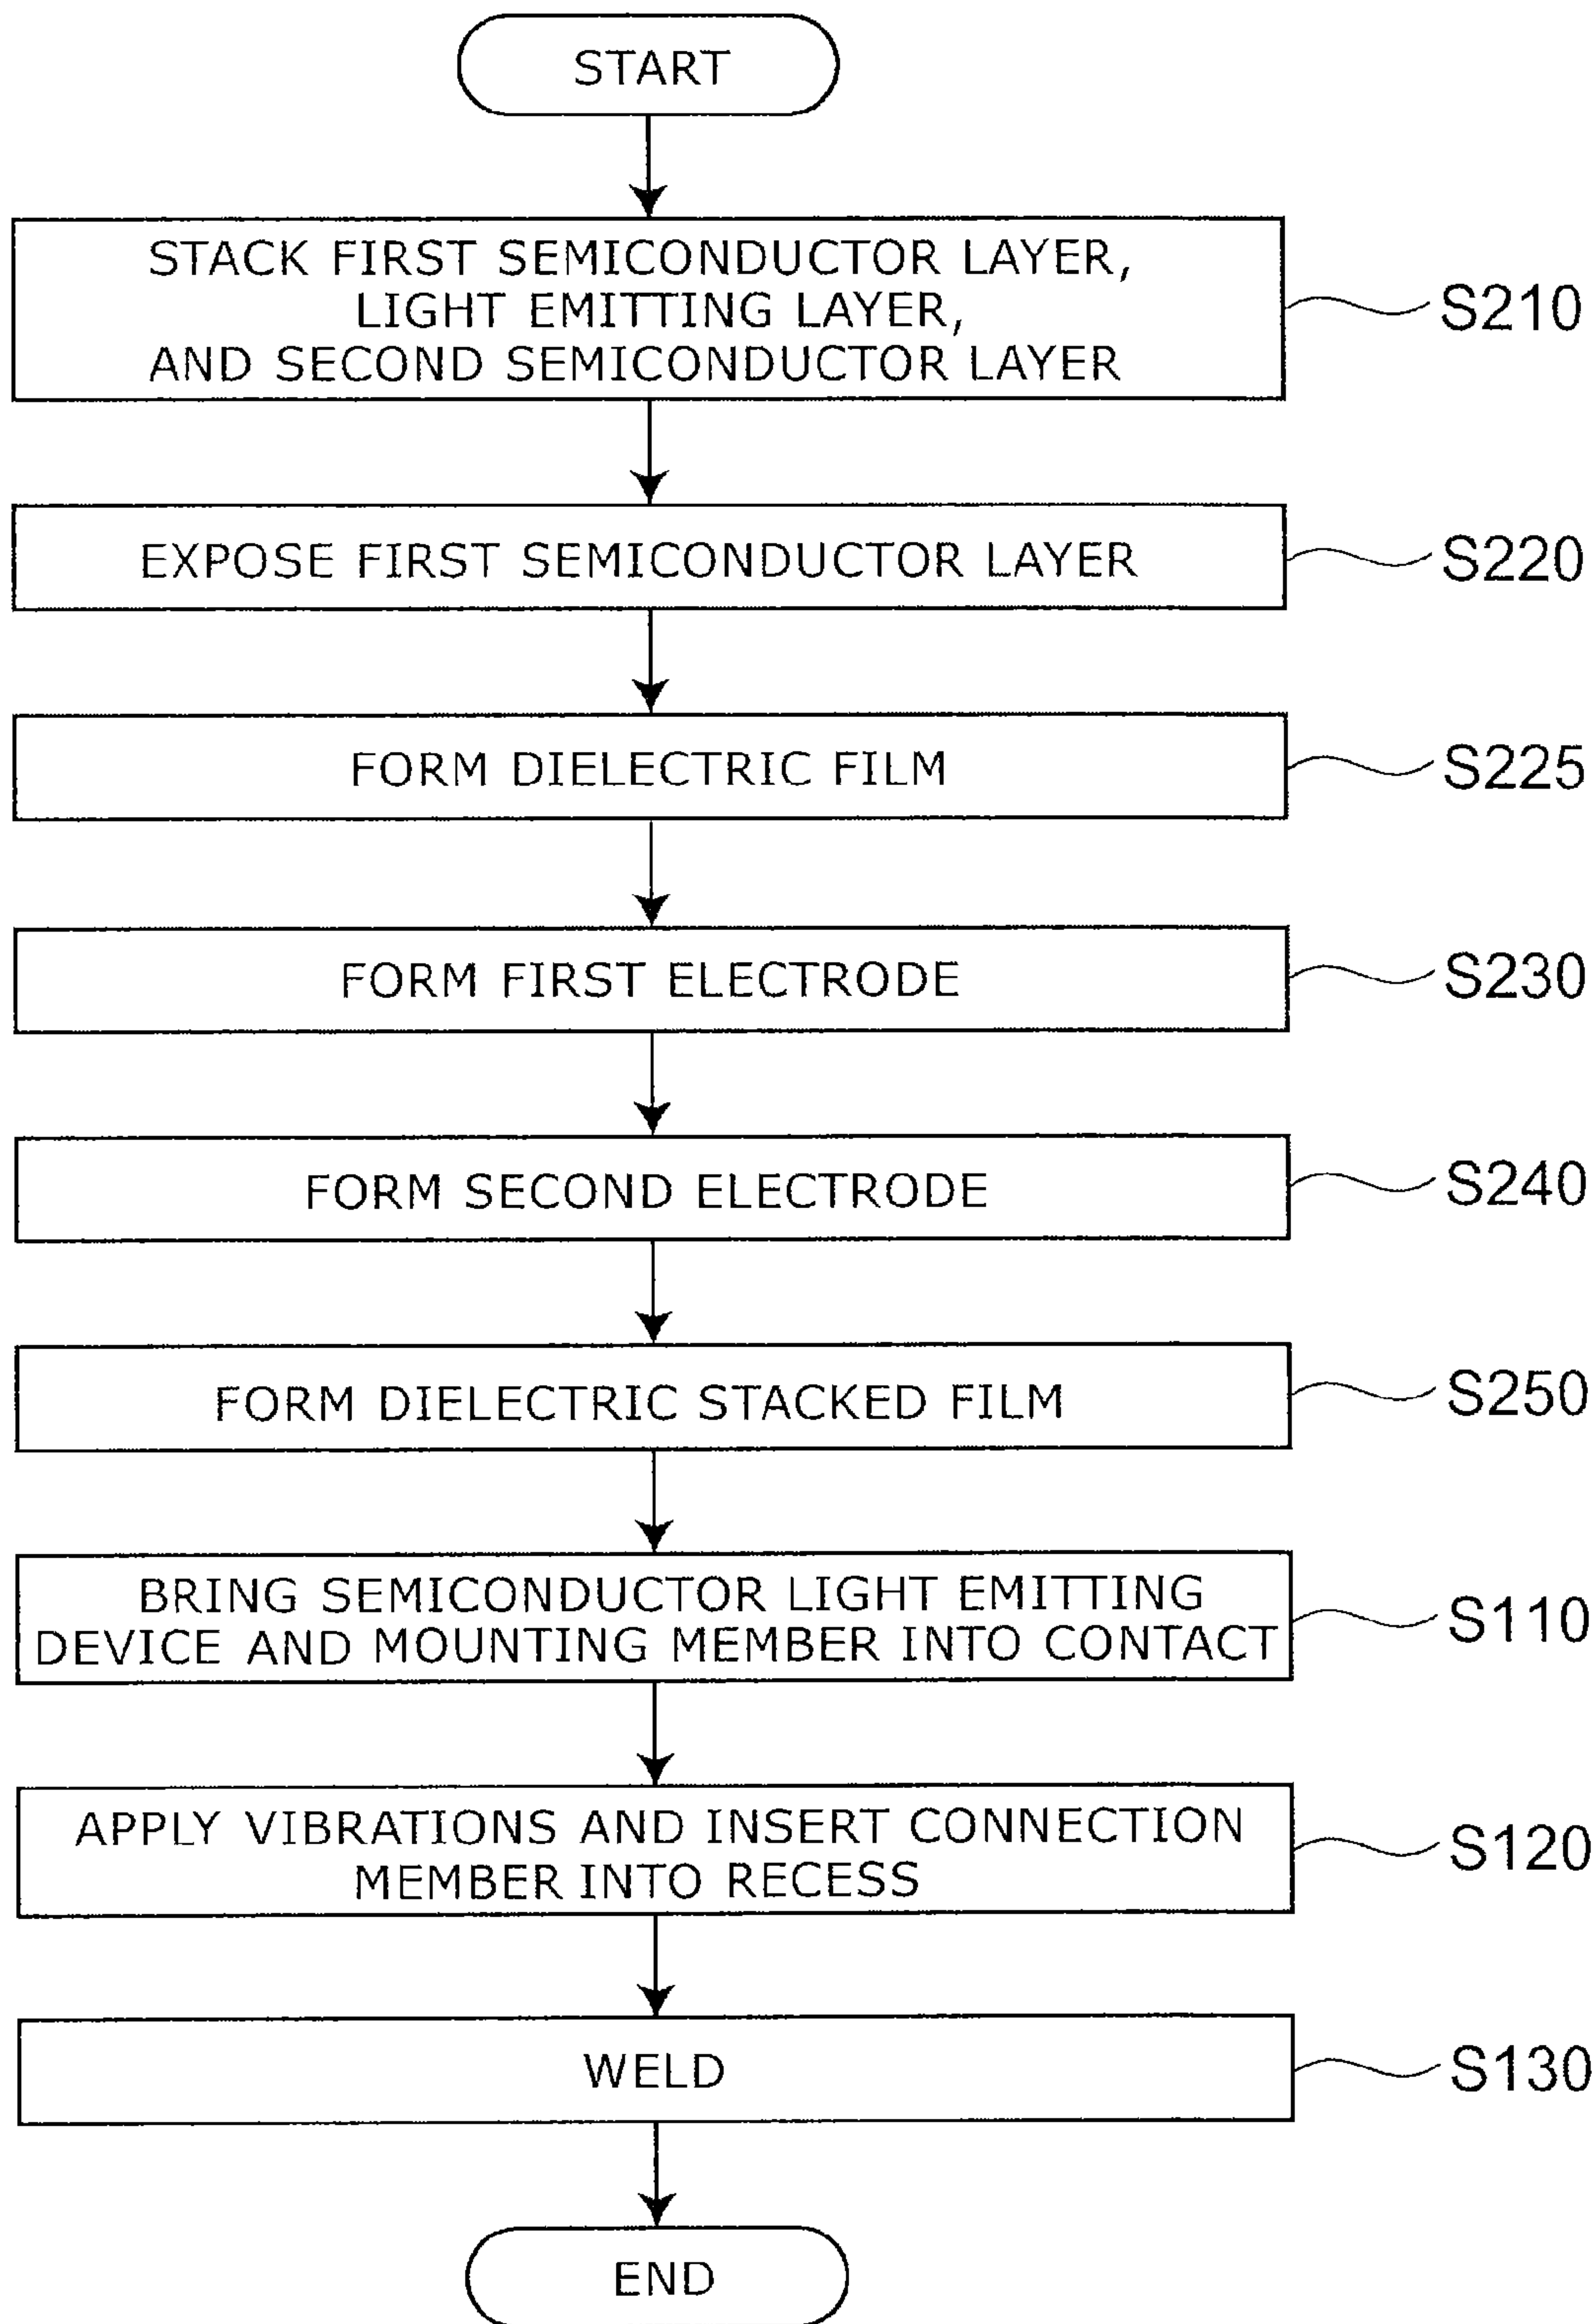 START
STACK FIRST SEMICONDUCTOR LAYER,
LIGHT EMITTING LAYER,
AND SECOND SEMICONDUCTOR LAYER
S210
EXPOSE FIRST SEMICONDUCTOR LAYER
S220
FORM DIELECTRIC FILM
S225
FORM FIRST ELECTRODE
S230
FORM SECOND ELECTRODE
S240
FORM DIELECTRIC STACKED FILM
S250
BRING SEMICONDUCTOR LIGHT EMITTING
DEVICE AND MOUNTING MEMBER INTO CONTACT
S110
APPLY VIBRATIONS AND INSERT CONNECTION
MEMBER INTO RECESS
S120
WELD
S130
END